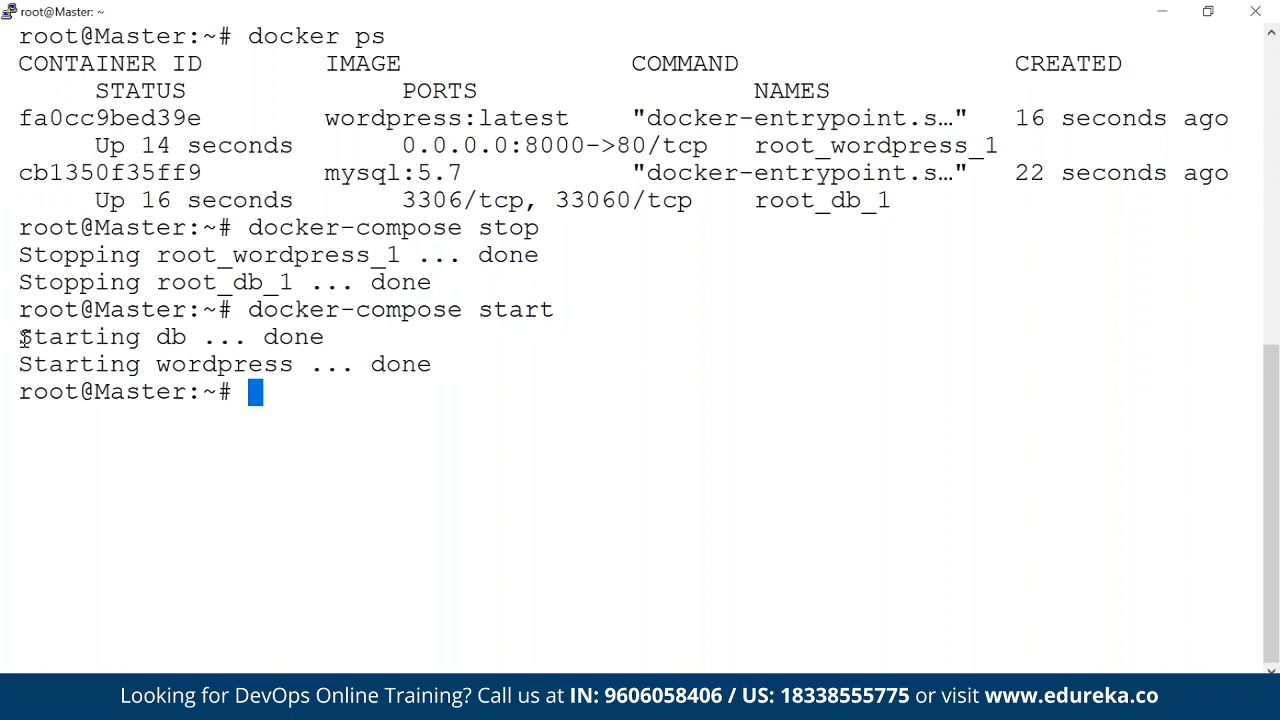 root@Master: ~
root@Master:~# docker ps
CONTAINER ID IMAGE COMMAND CREATED
STATUS PORTS NAMES
fa0cc9bed39e wordpress:latest "docker-entrypoint.s…" 16 seconds ago
Up 14 seconds 0.0.0.0:8000->80/tcp root_wordpress_1
cb1350f35ff9 mysql:5.7 "docker-entrypoint.s…" 22 seconds ago
Up 16 seconds 3306/tcp, 33060/tcp root_db_1
root@Master:~# docker-compose stop
Stopping root_wordpress_1 ... done
Stopping root_db_1 ... done
root@Master:~# docker-compose start
Starting db ... done
Starting wordpress ... done
root@Master:~#
Looking for DevOps Online Training? Call us at IN: 9606058406 / US: 18338555775 or visit www.edureka.co